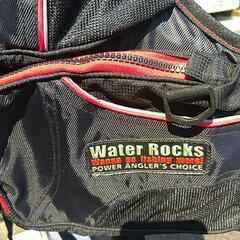 Water Rocks
Wanna go fishing more!
POWER ANGLER'S CHOICE